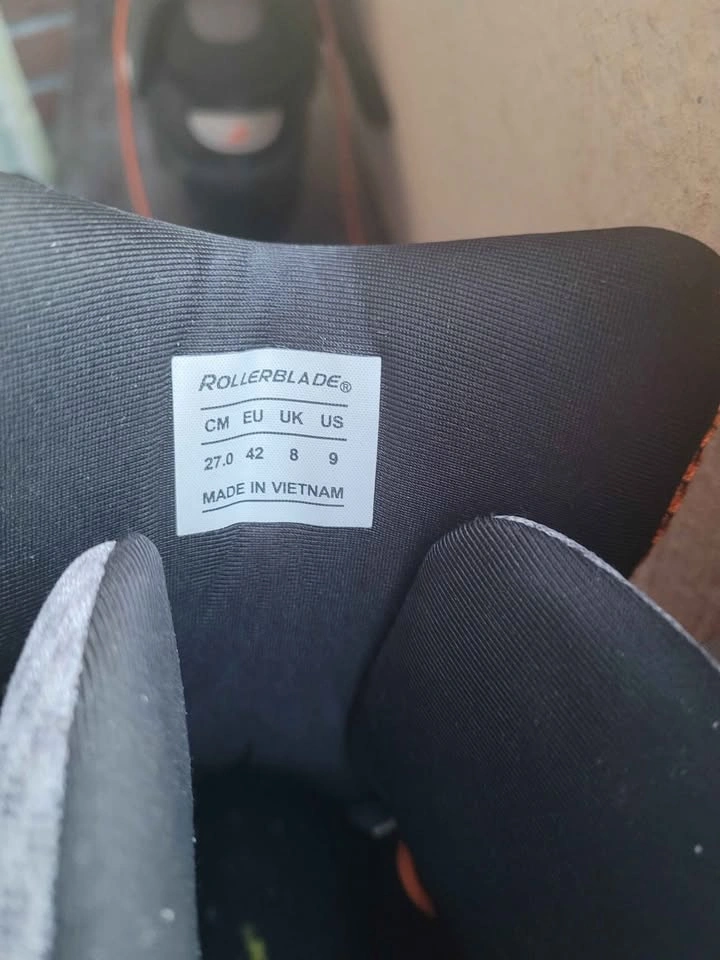 ROLLERBLADE®
CM EU UK US
27.0 42 8 9
MADE IN VIETNAM